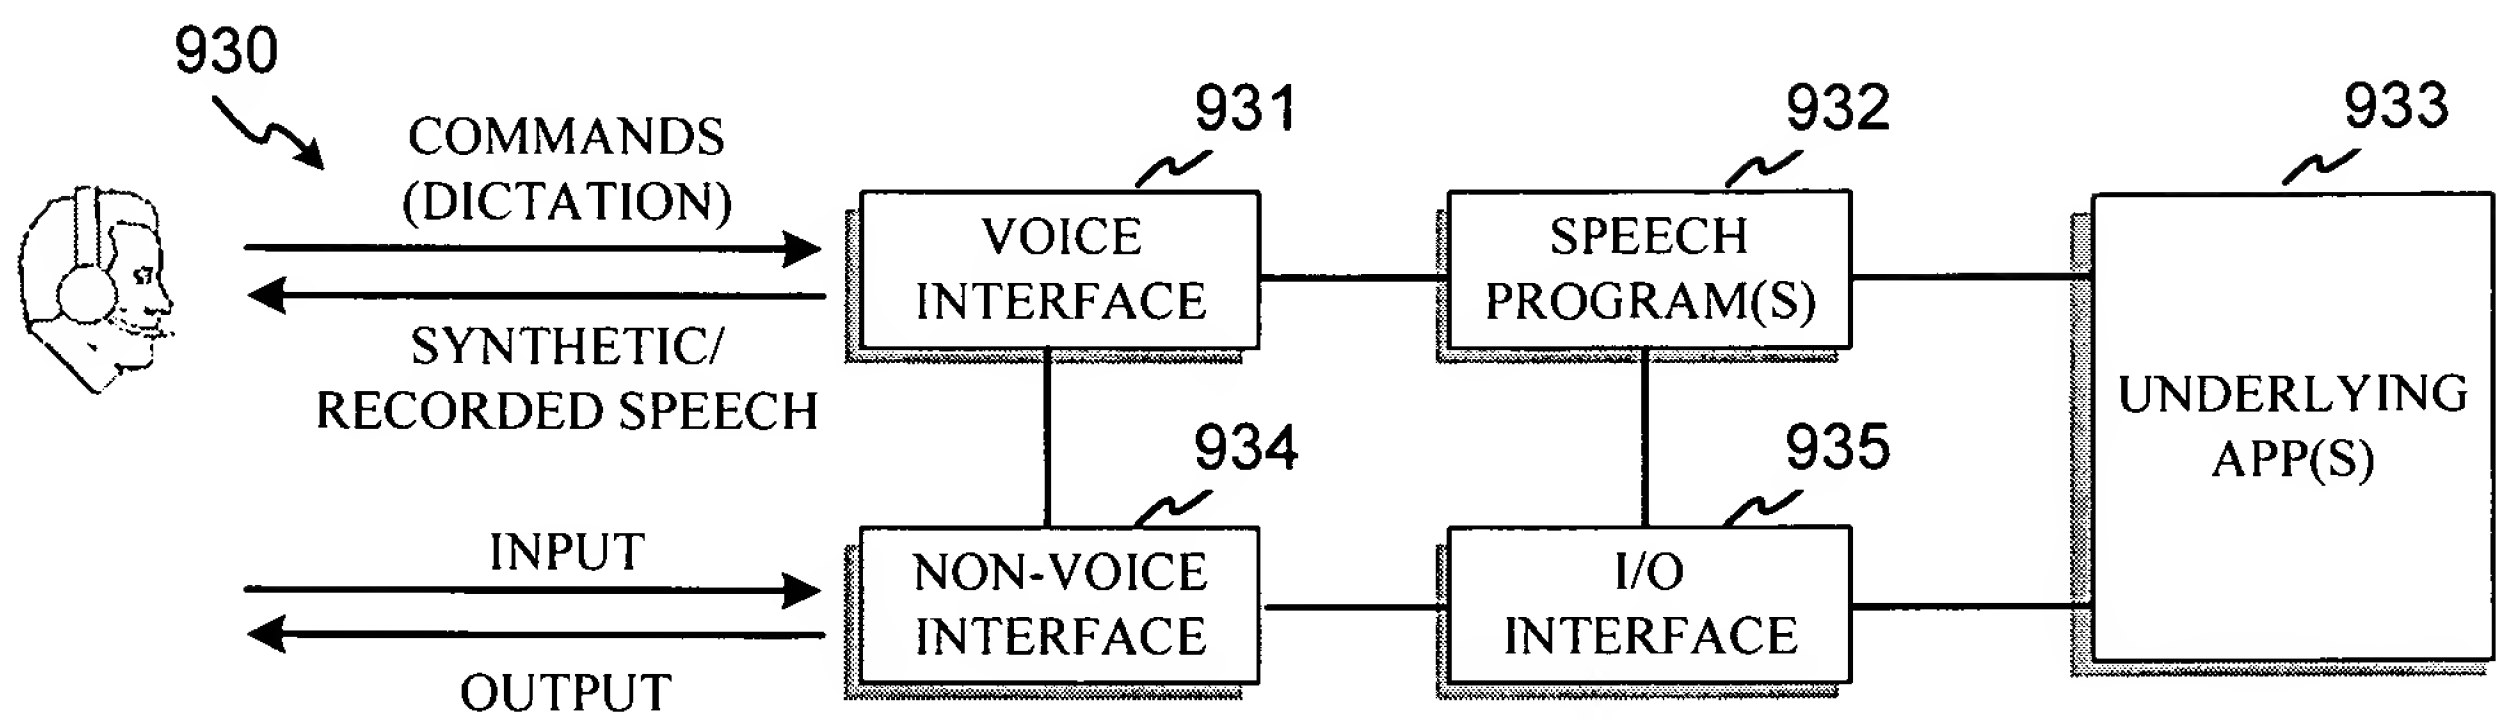 930
COMMANDS
(DICTATION)
SYNTHETIC/
RECORDED SPEECH
931
VOICE
INTERFACE
932
SPEECH
PROGRAM(S)
933
UNDERLYING
APP(S)
INPUT
OUTPUT
934
NON-VOICE
INTERFACE
935
I/O
INTERFACE